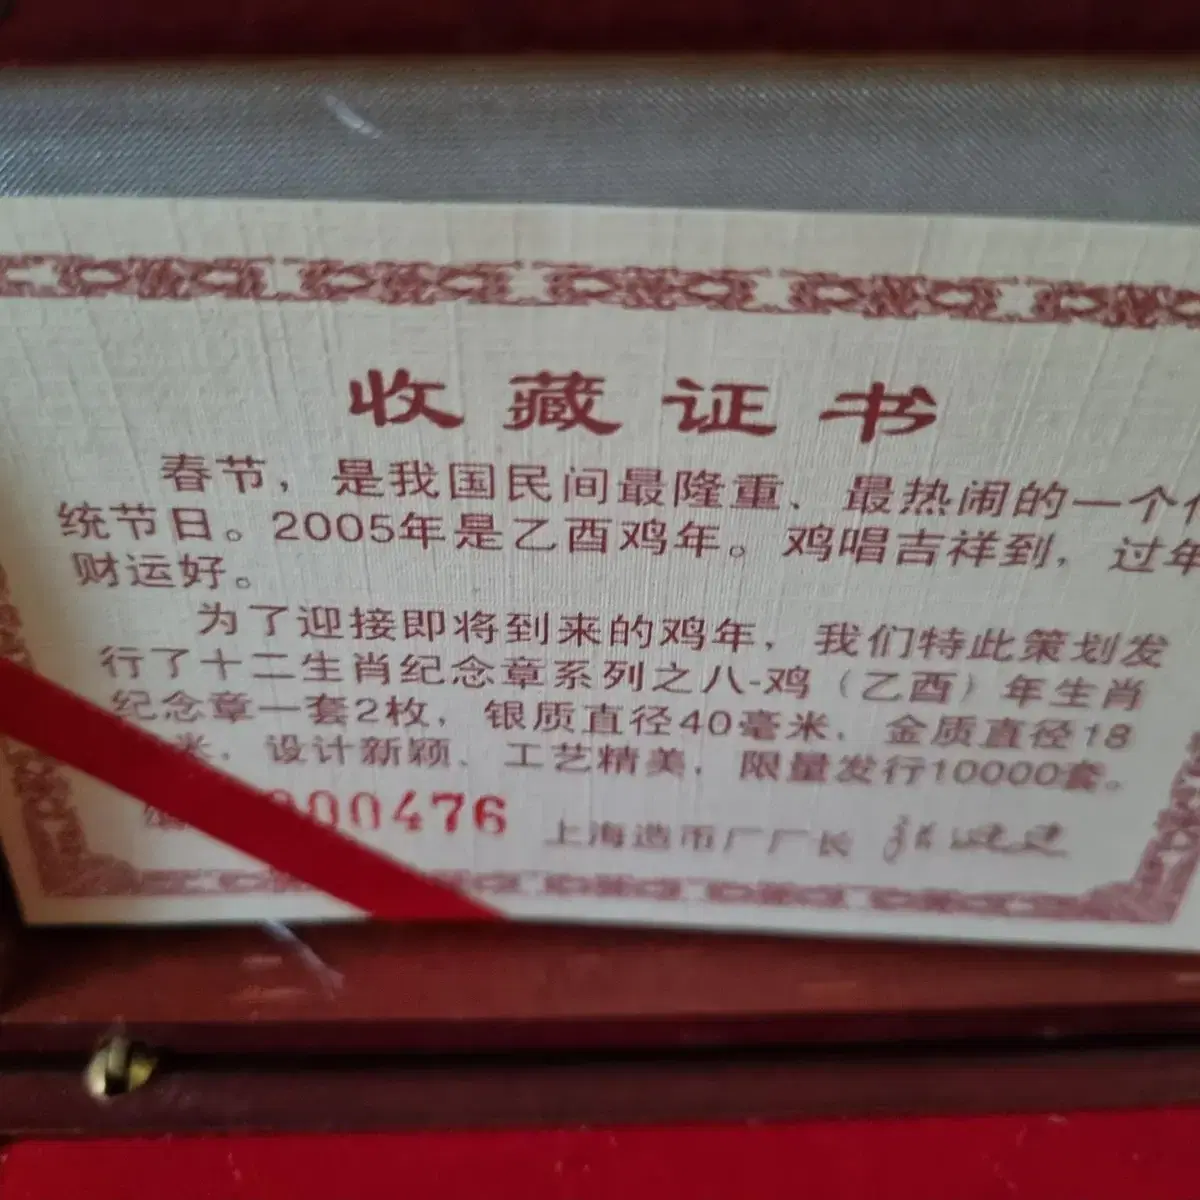 收藏证书
春节，是我国民间最隆重、最热闹的一个
统节日。2005年是乙酉鸡年。鸡唱吉祥到，过年
财运好。
为了迎接即将到来的鸡年，我们特此策划发
行了十二生肖纪念章系列之八-鸡（乙酉）年生肖
纪念章一套2枚，银质直径40毫米，金质直径18
米，设计新颖、工艺精美，限量发行10000套。
000476 上海造币厂厂长